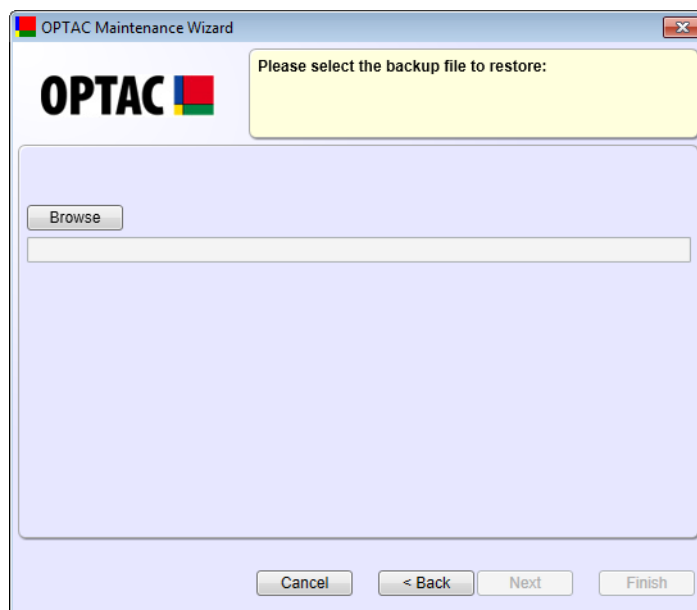 OPTAC Maintenance Wizard
OPTAC
Please select the backup file to restore:
Browse
Cancel
< Back
Next
Finish